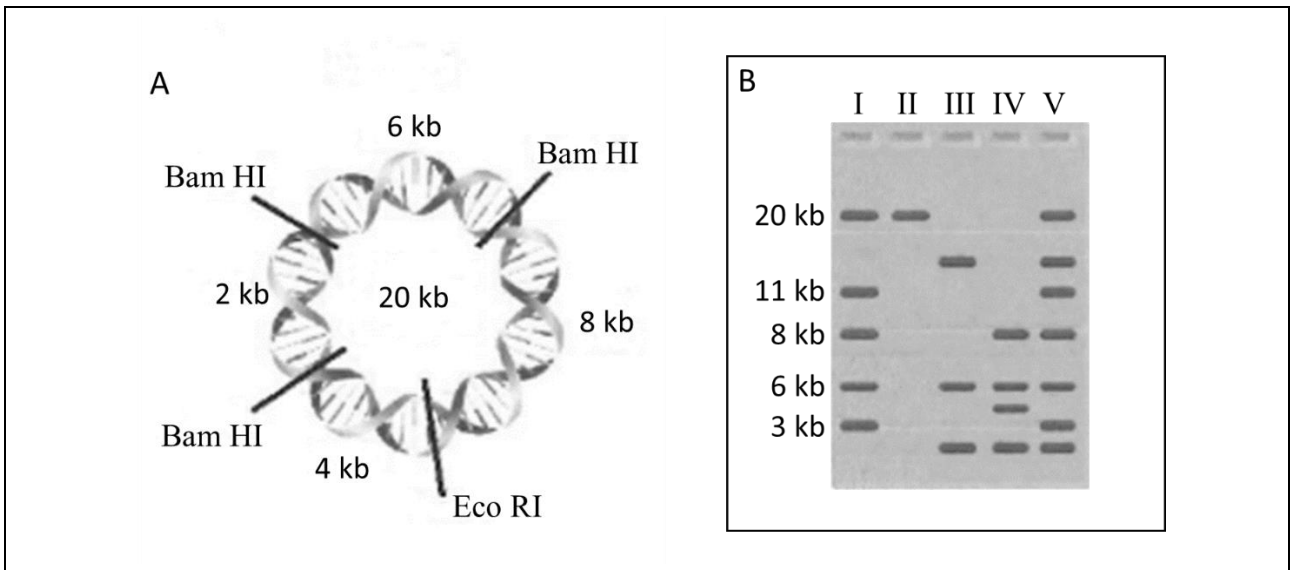 A
6 kb
Bam HI
Bam HI
2 kb
20 kb
8 kb
Bam HI
4 kb
Eco RI
B
I II III IV V
20 kb
11 kb
8 kb
6 kb
3 kb